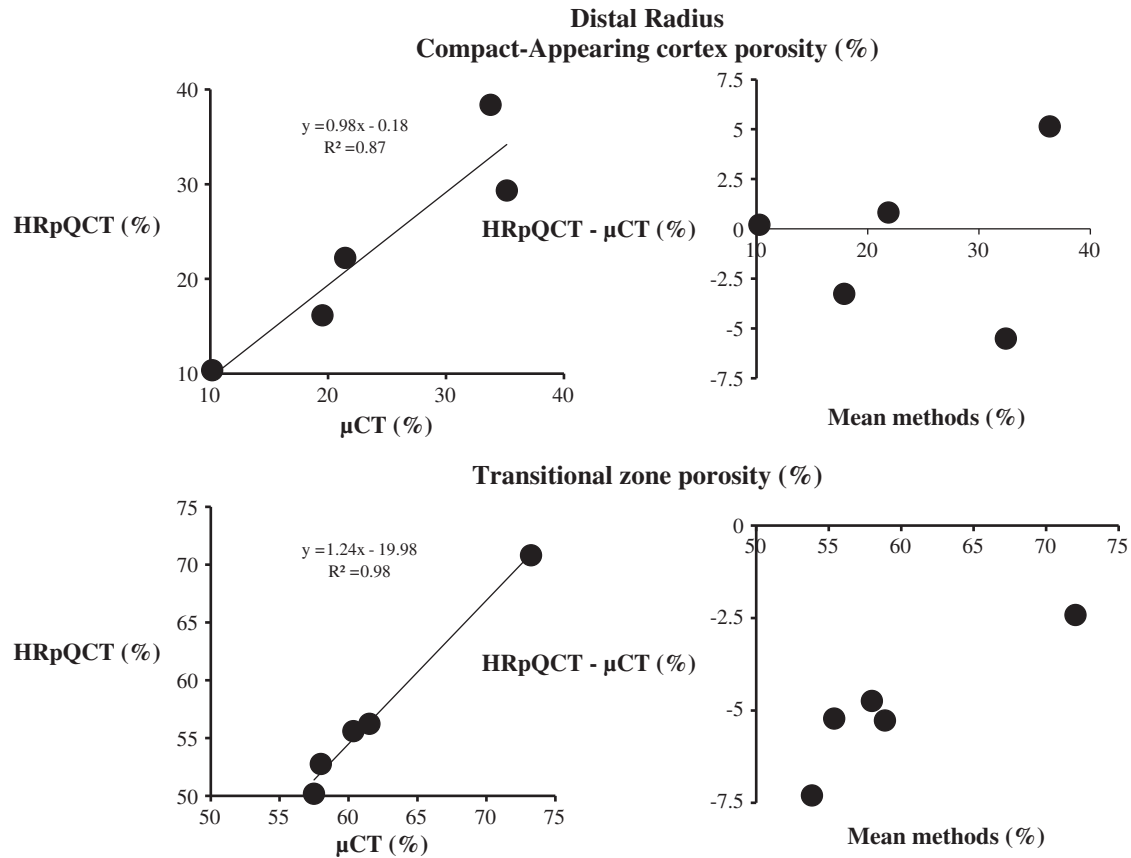 Distal Radius
Compact-Appearing cortex porosity (%)
40
30
20
10
10
20
30
40
y =0.98x - 0.18
R² =0.87
HRpQCT (%)
µCT (%)
7.5
5
2.5
0
-2.5
-5
-7.5
10
20
30
40
HRpQCT - µCT (%)
Mean methods (%)
Transitional zone porosity (%)
75
70
65
60
55
50
50
55
60
65
70
75
y =1.24x - 19.98
R² =0.98
HRpQCT (%)
µCT (%)
0
-2.5
-5
-7.5
50
55
60
65
70
75
HRpQCT - µCT (%)
Mean methods (%)